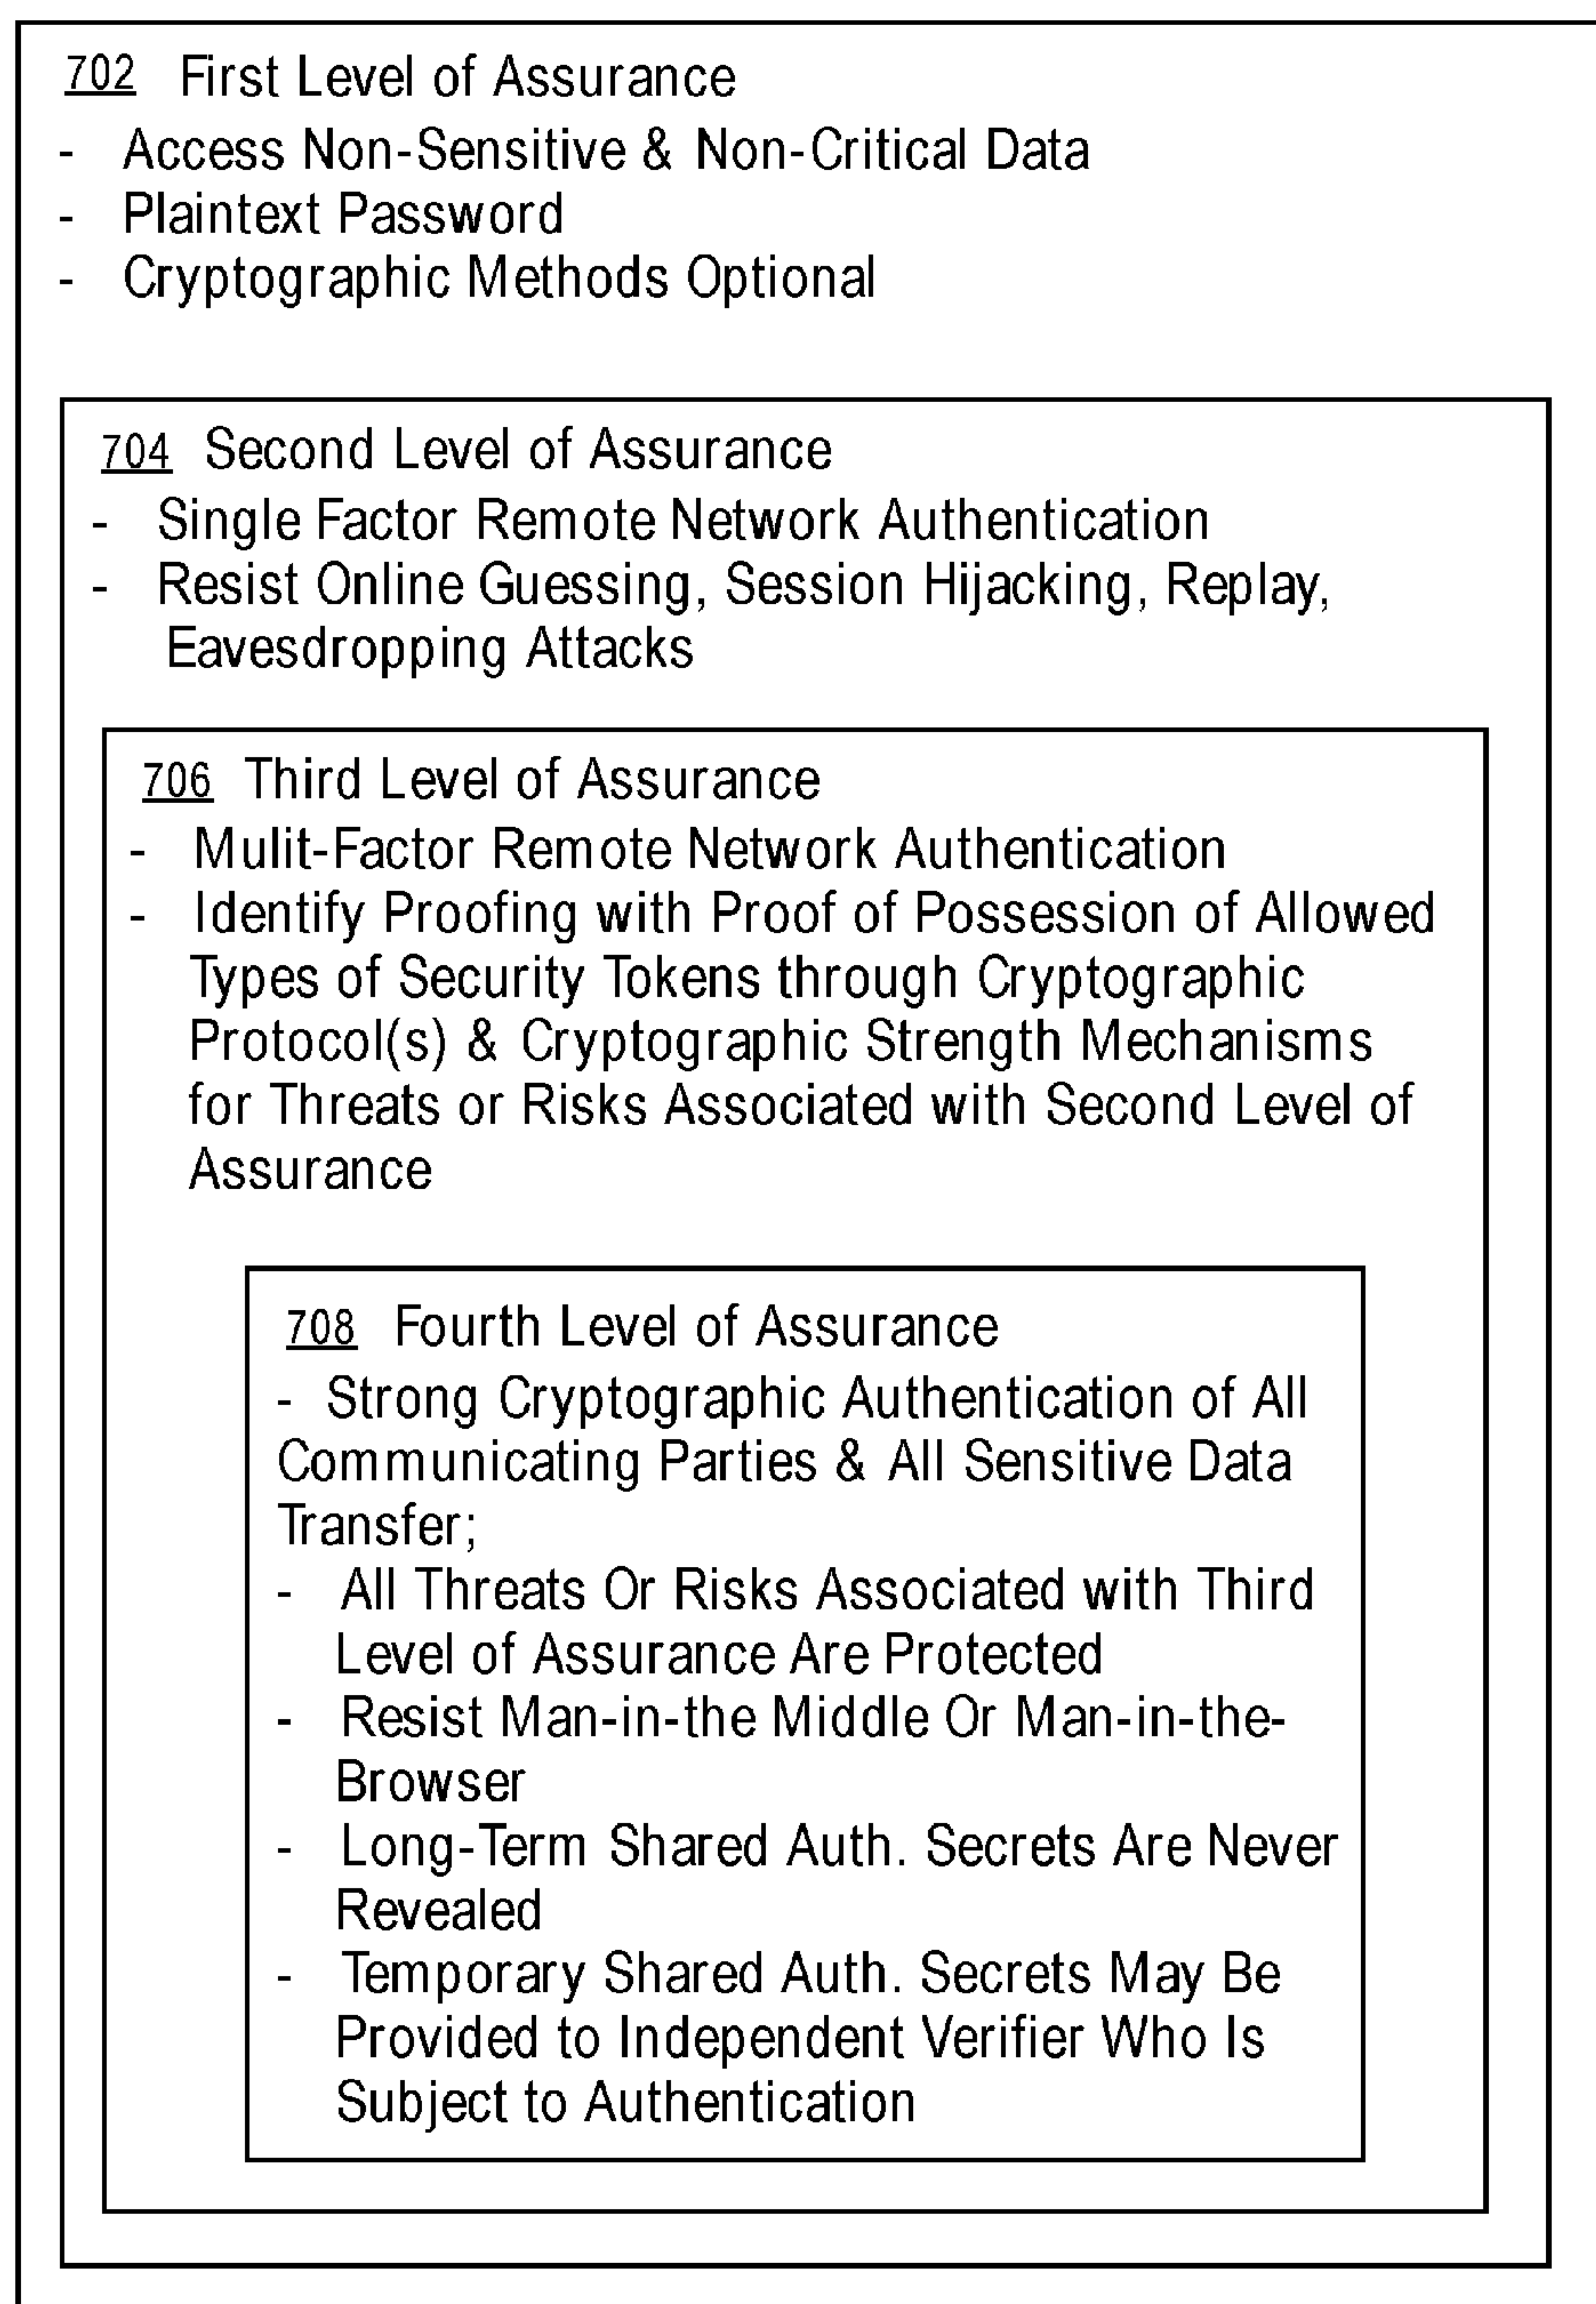 702 First Level of Assurance
- Access Non-Sensitive & Non-Critical Data
- Plaintext Password
- Cryptographic Methods Optional
704 Second Level of Assurance
- Single Factor Remote Network Authentication
- Resist Online Guessing, Session Hijacking, Replay,
Eavesdropping Attacks
706 Third Level of Assurance
- Mulit-Factor Remote Network Authentication
- Identify Proofing with Proof of Possession of Allowed
Types of Security Tokens through Cryptographic
Protocol(s) & Cryptographic Strength Mechanisms
for Threats or Risks Associated with Second Level of
Assurance
708 Fourth Level of Assurance
- Strong Cryptographic Authentication of All
Communicating Parties & All Sensitive Data
Transfer;
- All Threats Or Risks Associated with Third
Level of Assurance Are Protected
- Resist Man-in-the Middle Or Man-in-the-
Browser
- Long-Term Shared Auth. Secrets Are Never
Revealed
- Temporary Shared Auth. Secrets May Be
Provided to Independent Verifier Who Is
Subject to Authentication